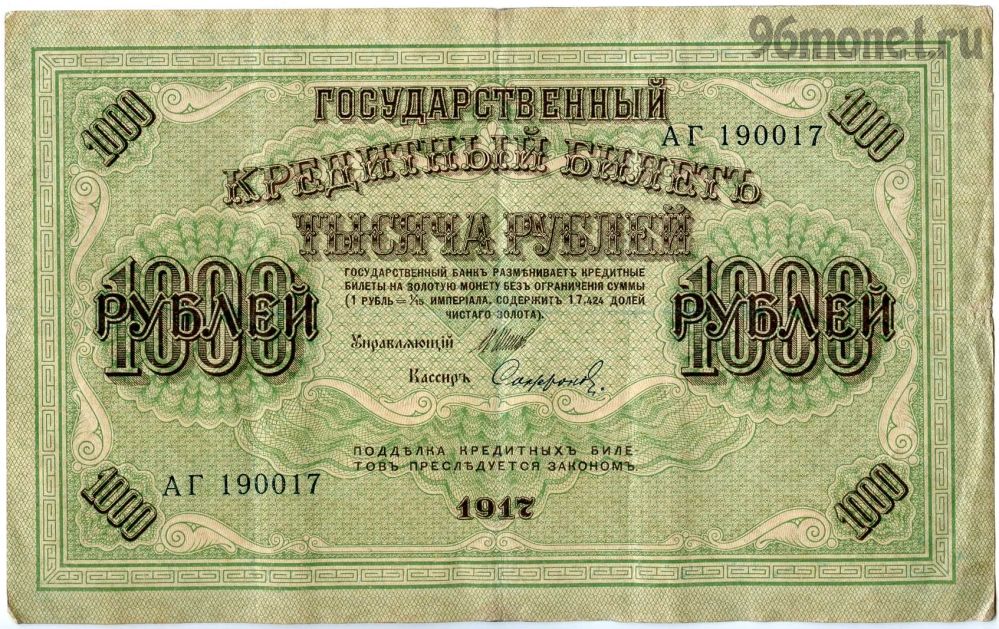 96monet.ru
ГОСУДАРСТВЕННЫЙ
1000
1000
АГ 190017
КРЕДИТНЫЙ БИЛЕТЪ
ТЫСЯЧА РУБЛЕЙ
1000
РУБЛЕЙ
1000
РУБЛЕЙ
ГОСУДАРСТВЕННЫЙ БАНКЪ РАЗМѢНИВАЕТЪ КРЕДИТНЫЕ
БИЛЕТЫ НА ЗОЛОТУЮ МОНЕТУ БЕЗЪ ОГРАНИЧЕНІЯ СУММЫ
(1 РУБЛЬ = 1/15 ИМПЕРІАЛА, СОДЕРЖИТЪ 17,424 ДОЛЕЙ
ЧИСТАГО ЗОЛОТА).
Управляющій
Кассиръ Сафронов
ПОДДѢЛКА КРЕДИТНЫХЪ БИЛЕ-
ТОВЪ ПРЕСЛѢДУЕТСЯ ЗАКОНОМЪ
АГ 190017
1000
1917
1000